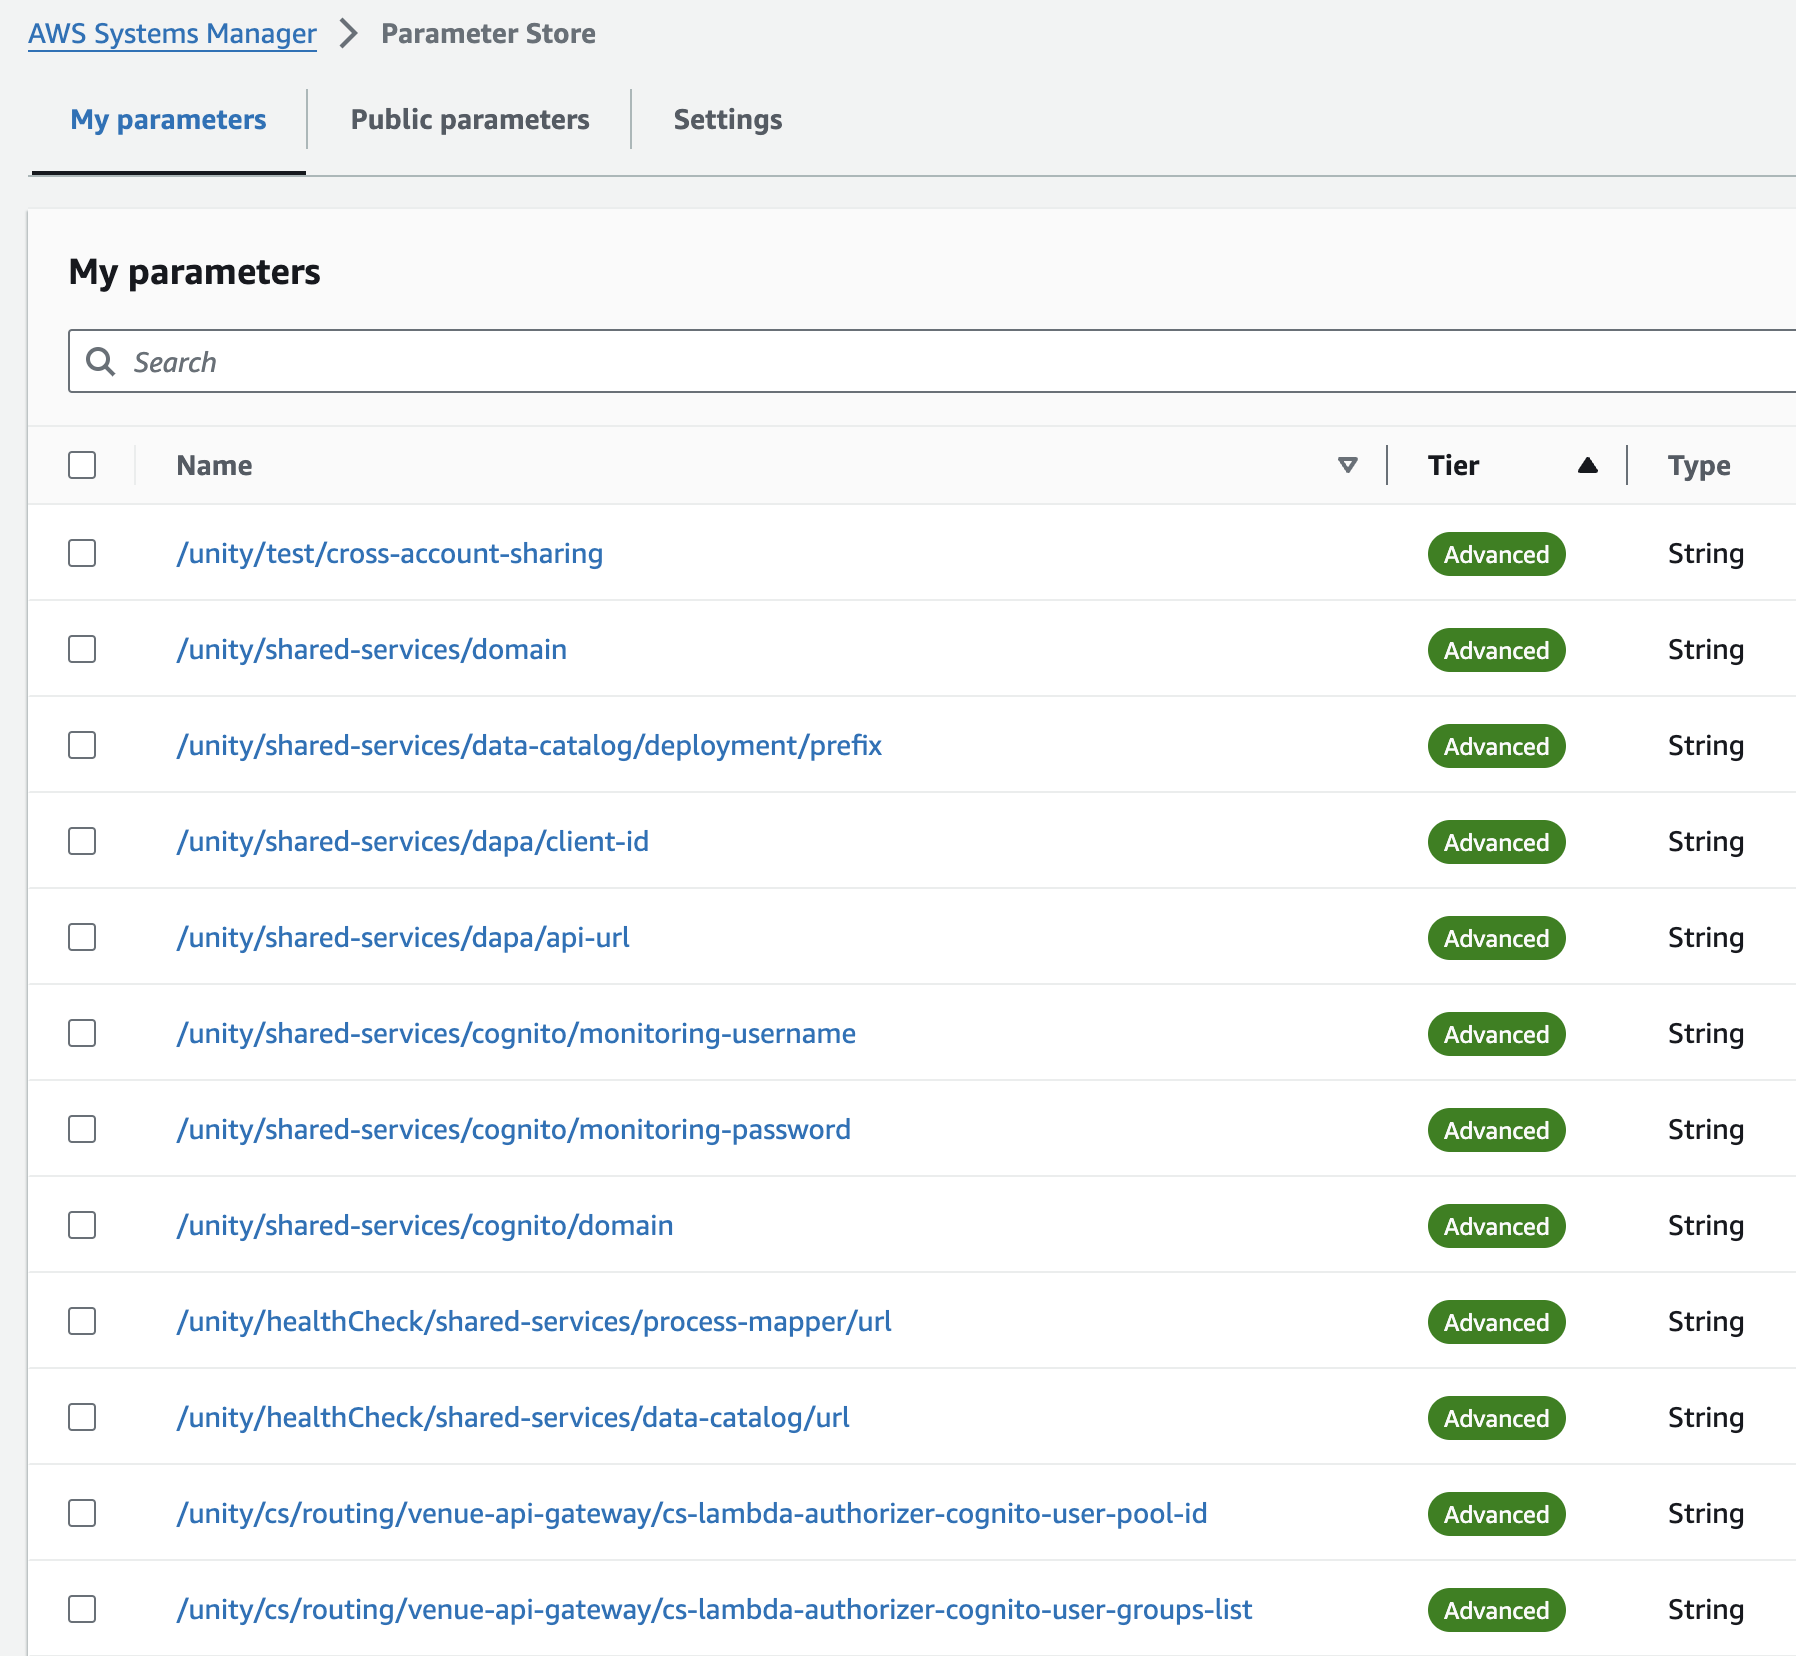 AWS Systems Manager > Parameter Store
My parameters Public parameters Settings
My parameters
Search
Name Tier Type
/unity/test/cross-account-sharing Advanced String
/unity/shared-services/domain Advanced String
/unity/shared-services/data-catalog/deployment/prefix Advanced String
/unity/shared-services/dapa/client-id Advanced String
/unity/shared-services/dapa/api-url Advanced String
/unity/shared-services/cognito/monitoring-username Advanced String
/unity/shared-services/cognito/monitoring-password Advanced String
/unity/shared-services/cognito/domain Advanced String
/unity/healthCheck/shared-services/process-mapper/url Advanced String
/unity/healthCheck/shared-services/data-catalog/url Advanced String
/unity/cs/routing/venue-api-gateway/cs-lambda-authorizer-cognito-user-pool-id Advanced String
/unity/cs/routing/venue-api-gateway/cs-lambda-authorizer-cognito-user-groups-list Advanced String